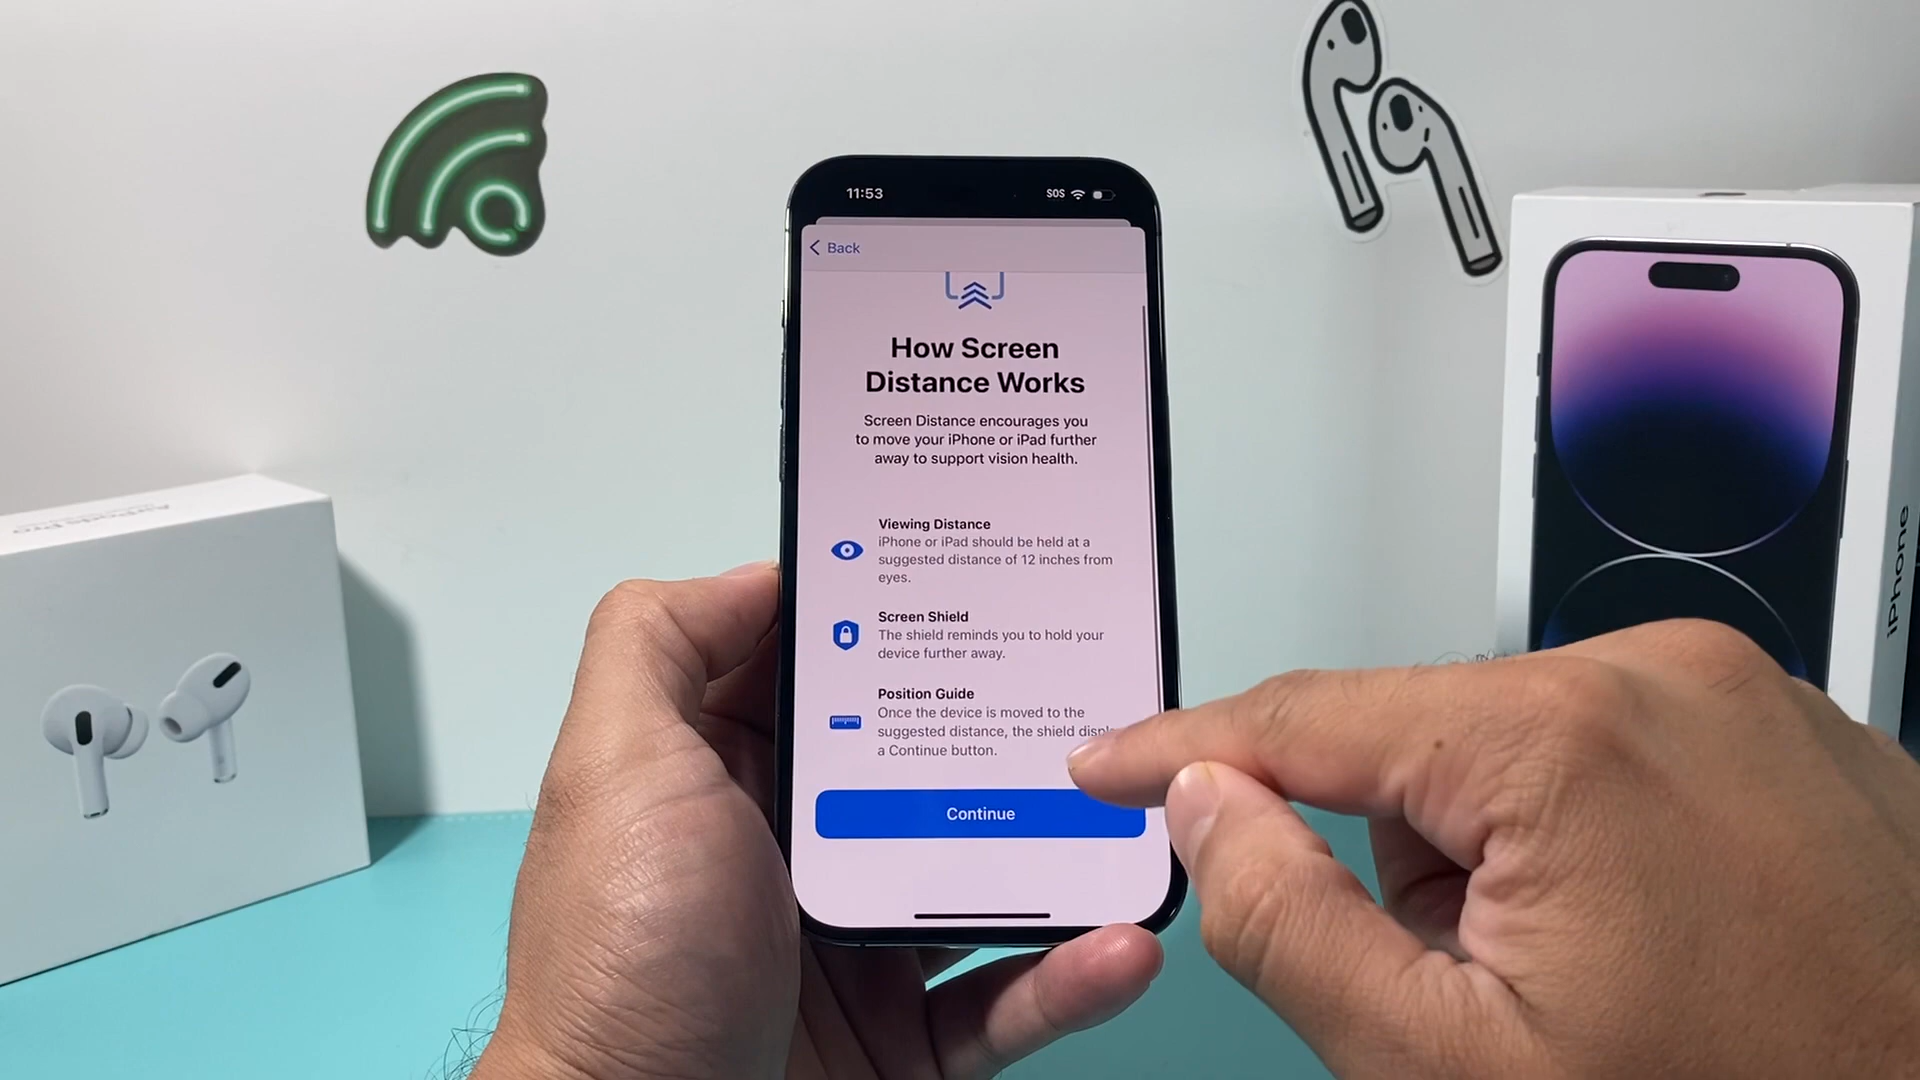 11:53
SOS
Back
How Screen
Distance Works
Screen Distance encourages you
to move your iPhone or iPad further
away to support vision health.
Viewing Distance
iPhone or iPad should be held at a
suggested distance of 12 inches from
eyes.
Screen Shield
The shield reminds you to hold your
device further away.
Position Guide
Once the device is moved to the
suggested distance, the shield
a Continue button.
Continue
AirPods Pro
iPhone